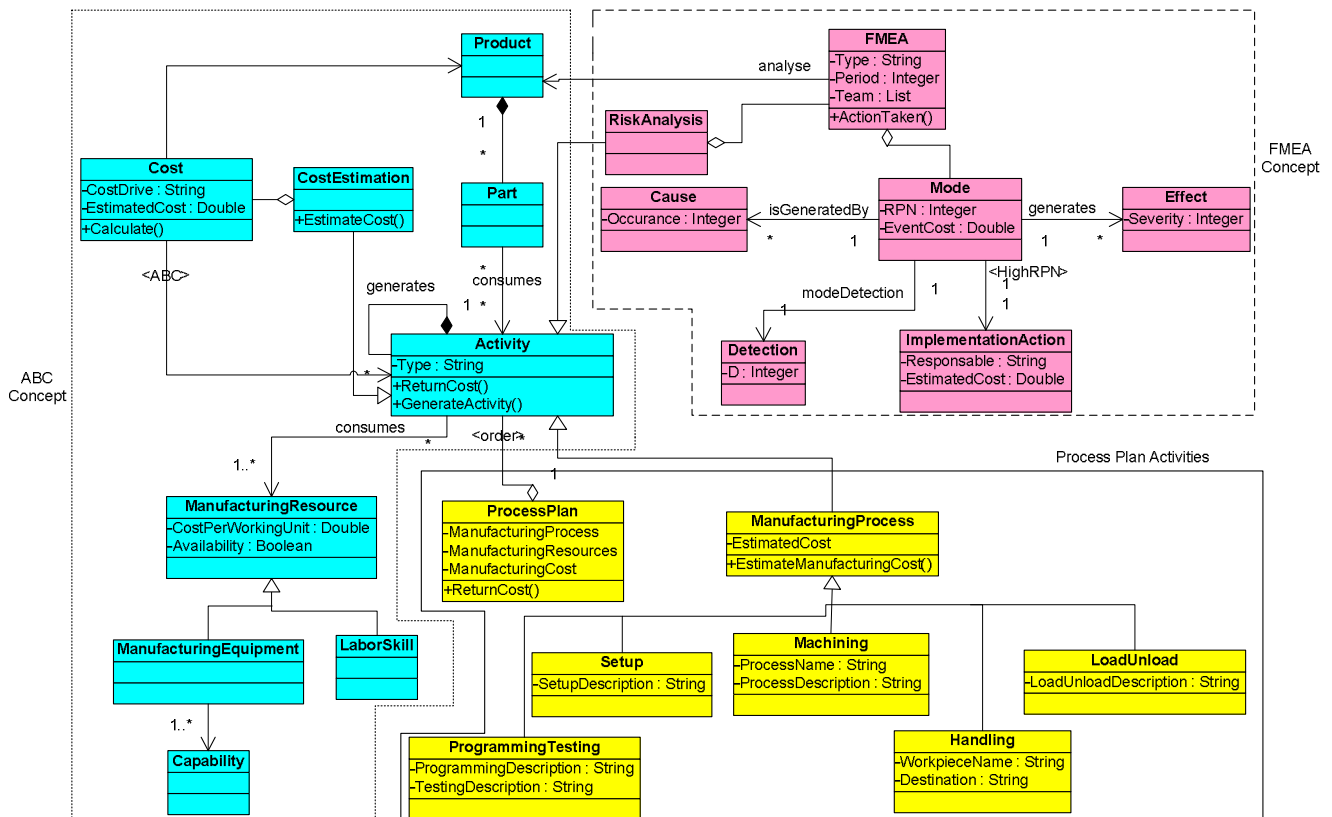 Product
1
*
Part
*
consumes
*
Cost
-CostDrive : String
-EstimatedCost : Double
+Calculate()
<ABC>
CostEstimation
+EstimateCost()
generates
1
*
Activity
-Type : String
+ReturnCost()
+GenerateActivity()
ABC
Concept
consumes
*
1..*
<order>
*
1
ManufacturingResource
-CostPerWorkingUnit : Double
-Availability : Boolean
ManufacturingEquipment
LaborSkill
1..*
Capability
analyse
FMEA
-Type : String
-Period : Integer
-Team : List
+ActionTaken()
RiskAnalysis
FMEA
Concept
Cause
-Occurance : Integer
isGeneratedBy
*
1
Mode
-RPN : Integer
-EventCost : Double
generates
1
*
Effect
-Severity : Integer
<HighRPN>
1
1
modeDetection
1
1
Detection
-D : Integer
ImplementationAction
-Responsable : String
-EstimatedCost : Double
Process Plan Activities
ProcessPlan
-ManufacturingProcess
-ManufacturingResources
-ManufacturingCost
+ReturnCost()
ManufacturingProcess
-EstimatedCost
+EstimateManufacturingCost()
Setup
-SetupDescription : String
Machining
-ProcessName : String
-ProcessDescription : String
LoadUnload
-LoadUnloadDescription : String
ProgrammingTesting
-ProgrammingDescription : String
-TestingDescription : String
Handling
-WorkpieceName : String
-Destination : String